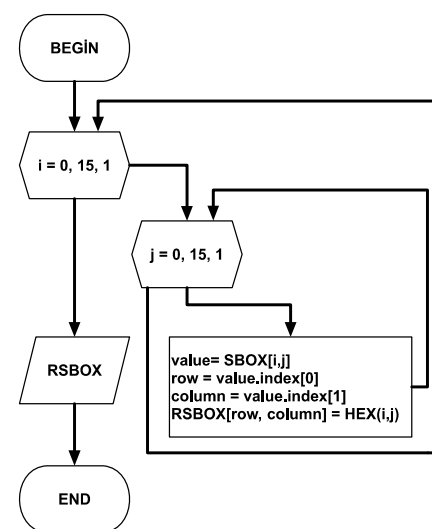 BEGİN
i = 0, 15, 1
j = 0, 15, 1
value= SBOX[i,j]
row = value.index[0]
column = value.index[1]
RSBOX[row, column] = HEX(i,j)
RSBOX
END